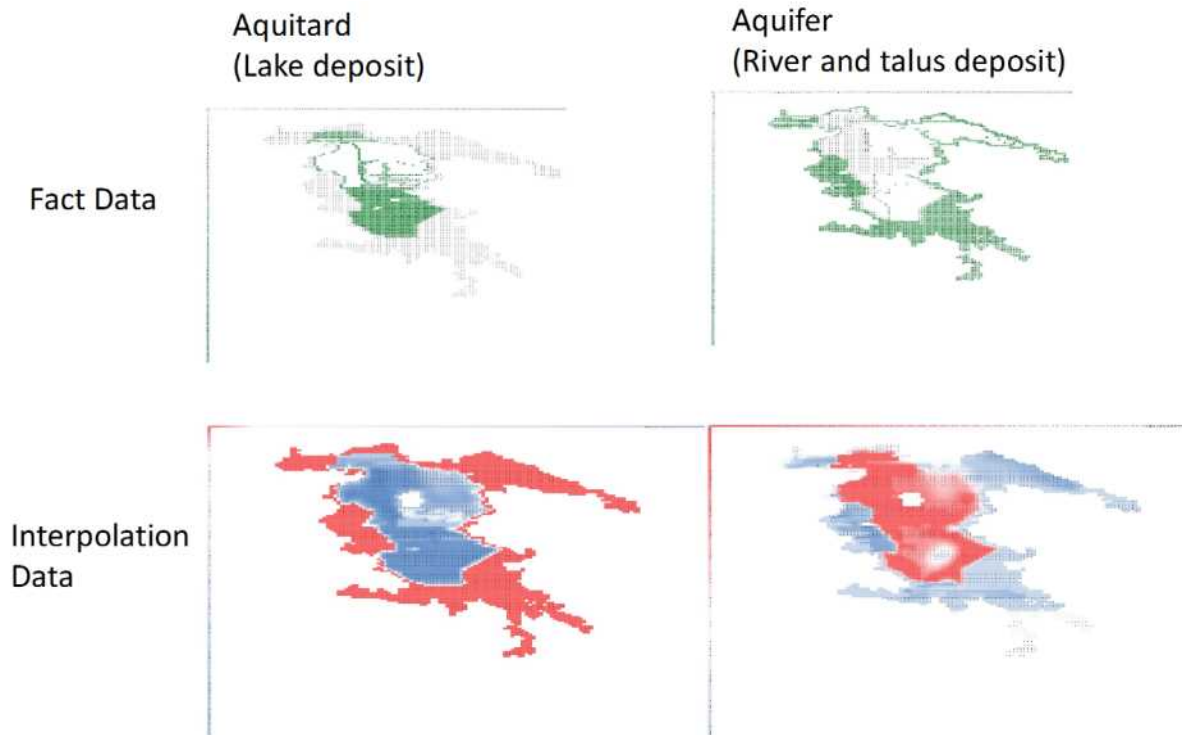 Aquitard
(Lake deposit)
Aquifer
(River and talus deposit)
Fact Data
Interpolation
Data